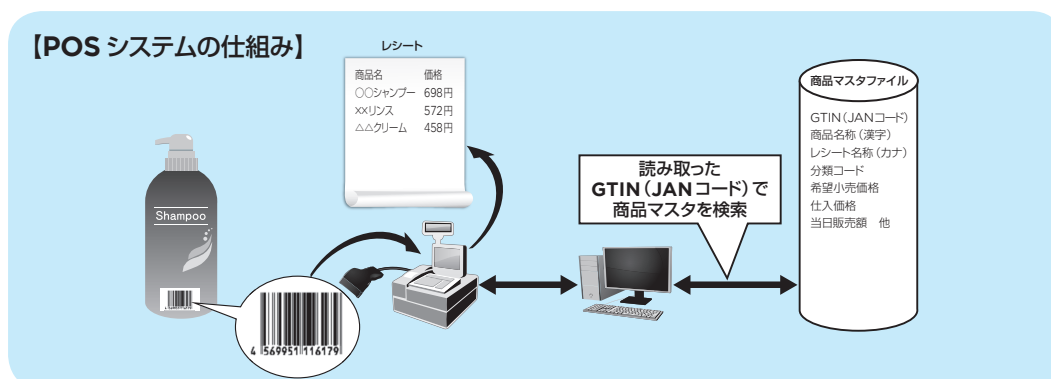 【POS システムの仕組み】
レシート
商品名 価格
○○シャンプー 698円
××リンス 572円
△△クリーム 458円
Shampoo
4 569951 116179
読み取った
GTIN（JANコード）で
商品マスタを検索
商品マスタファイル
GTIN（JANコード）
商品名称（漢字）
レシート名称（カナ）
分類コード
希望小売価格
仕入価格
当日販売額 他